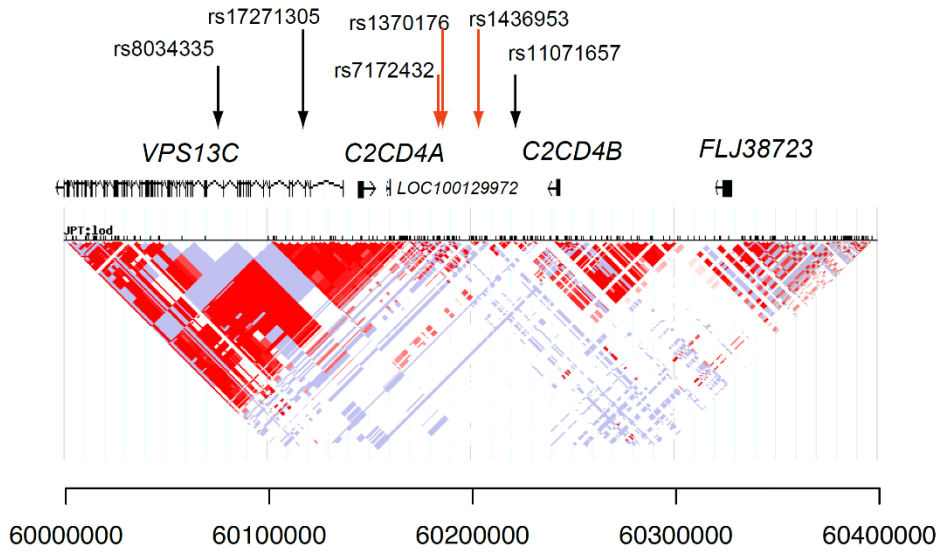 rs17271305
rs1370176
rs1436953
rs8034335
rs7172432
rs11071657
VPS13C
C2CD4A
C2CD4B
FLJ38723
LOC100129972
JPT:lod
60000000
60100000
60200000
60300000
60400000